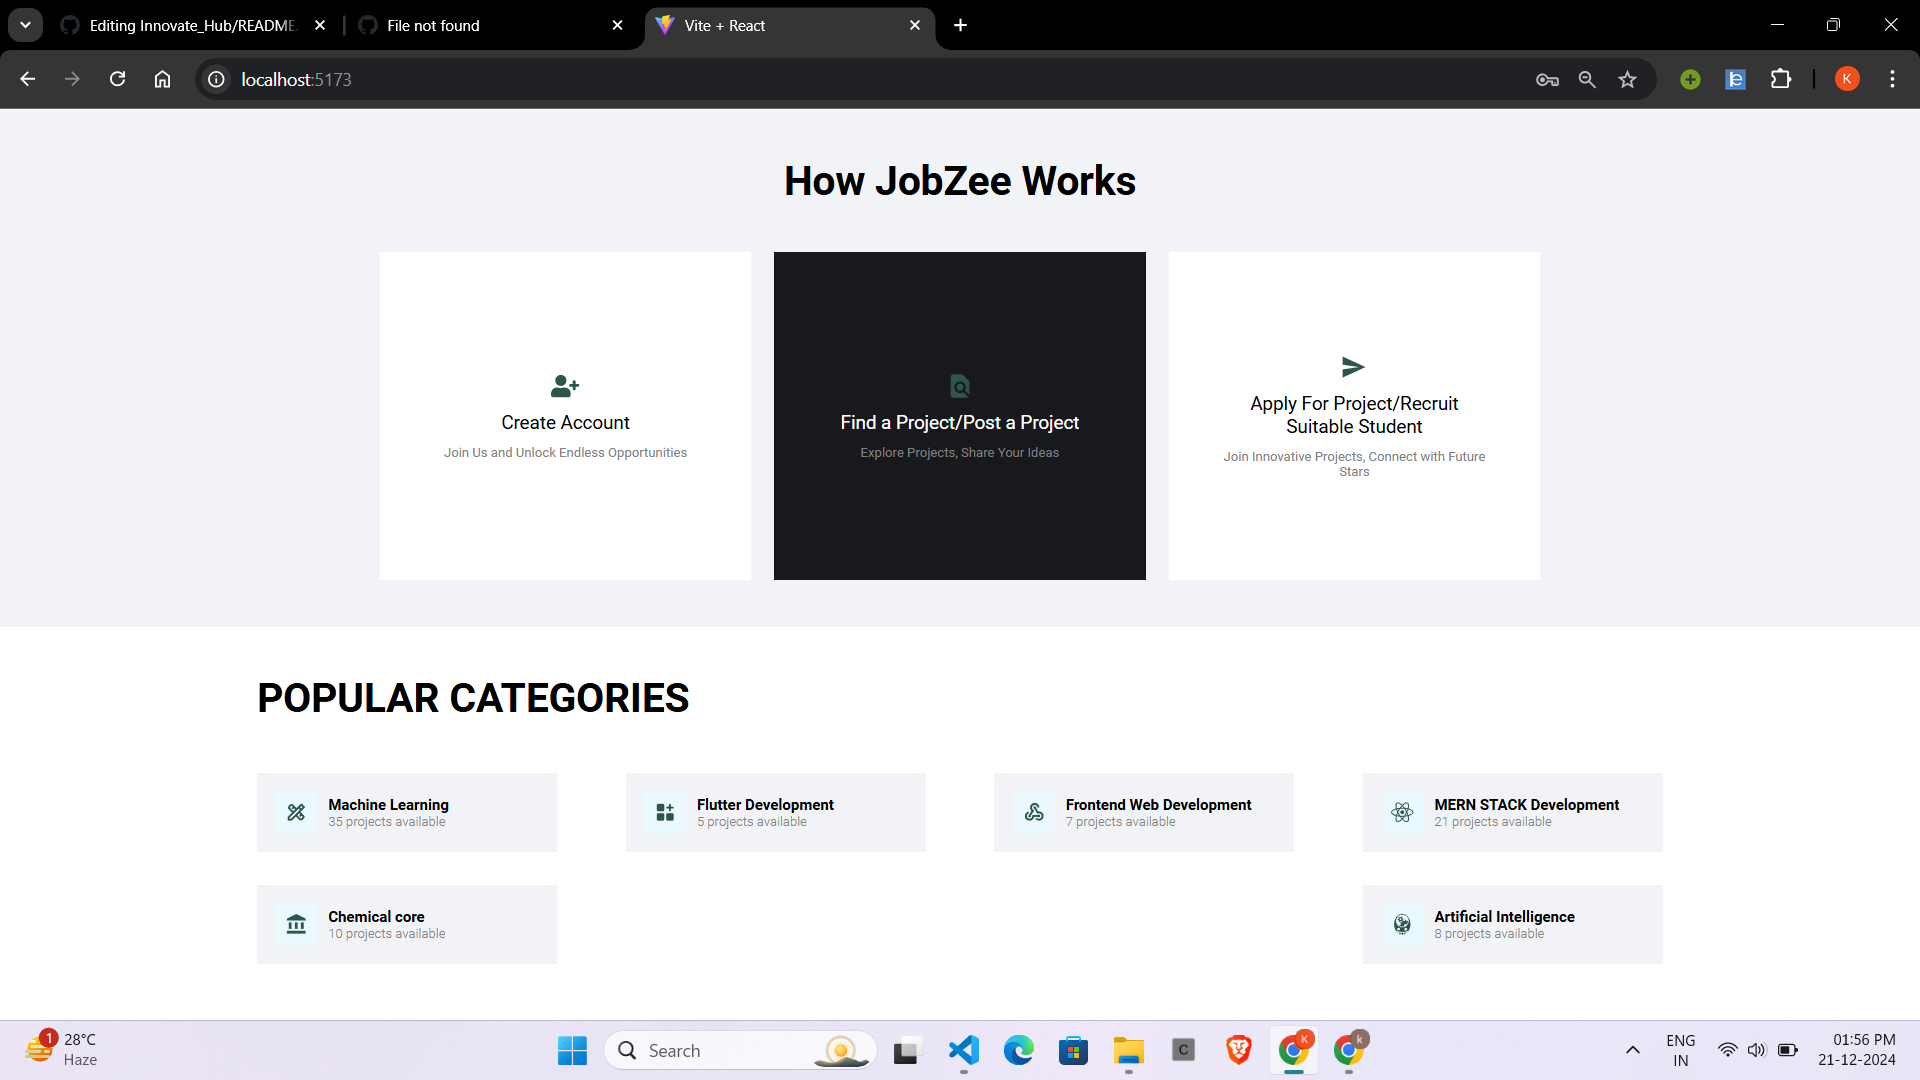 Editing Innovate_Hub/README.
File not found
Vite + React
localhost:5173
K
How JobZee Works
Create Account
Join Us and Unlock Endless Opportunities
Find a Project/Post a Project
Explore Projects, Share Your Ideas
Apply For Project/Recruit
Suitable Student
Join Innovative Projects, Connect with Future
Stars
POPULAR CATEGORIES
Machine Learning
35 projects available
Flutter Development
5 projects available
Frontend Web Development
7 projects available
MERN STACK Development
21 projects available
Chemical core
10 projects available
Artificial Intelligence
8 projects available
1
28°C
Haze
Search
C
K
k
ENG
IN
01:56 PM
21-12-2024